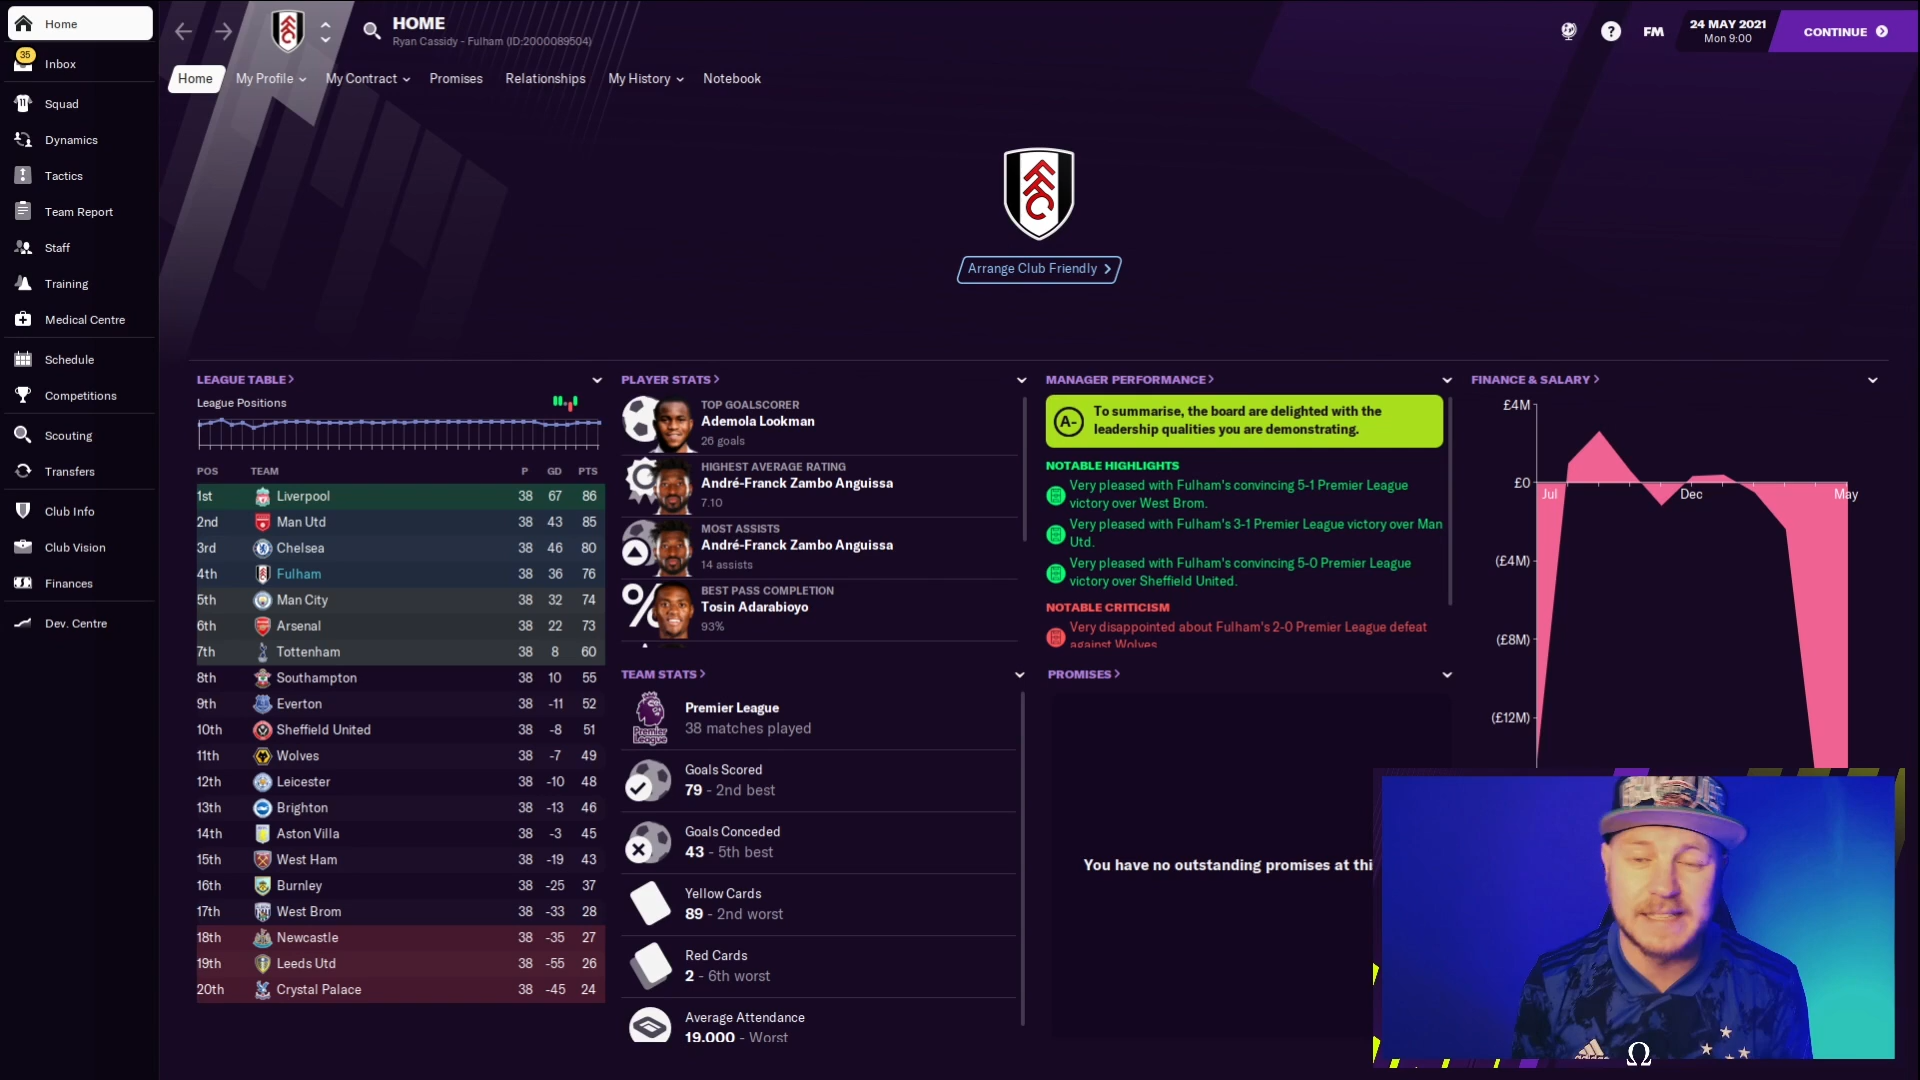 Home
35
Inbox
Squad
Dynamics
Tactics
Team Report
Staff
Training
Medical Centre
Schedule
Competitions
Scouting
Transfers
Club Info
Club Vision
Finances
Dev. Centre
HOME
Ryan Cassidy - Fulham (ID:2000089504)
FM
24 MAY 2021
Mon 9:00
CONTINUE
Home
My Profile
My Contract
Promises
Relationships
My History
Notebook
Arrange Club Friendly
LEAGUE TABLE
League Positions
POS TEAM P GD PTS
1st Liverpool 38 67 86
2nd Man Utd 38 43 85
3rd Chelsea 38 46 80
4th Fulham 38 36 76
5th Man City 38 32 74
6th Arsenal 38 22 73
7th Tottenham 38 8 60
8th Southampton 38 10 55
9th Everton 38 -11 52
10th Sheffield United 38 -8 51
11th Wolves 38 -7 49
12th Leicester 38 -10 48
13th Brighton 38 -13 46
14th Aston Villa 38 -3 45
15th West Ham 38 -19 43
16th Burnley 38 -25 37
17th West Brom 38 -33 28
18th Newcastle 38 -35 27
19th Leeds Utd 38 -55 26
20th Crystal Palace 38 -45 24
PLAYER STATS
TOP GOALSCORER
Ademola Lookman
26 goals
HIGHEST AVERAGE RATING
André-Franck Zambo Anguissa
7.10
MOST ASSISTS
André-Franck Zambo Anguissa
14 assists
%
BEST PASS COMPLETION
Tosin Adarabioyo
93%
TEAM STATS
Premier League
Premier League
38 matches played
Goals Scored
79 - 2nd best
Goals Conceded
43 - 5th best
Yellow Cards
89 - 2nd worst
Red Cards
2 - 6th worst
Average Attendance
19,000 - Worst
MANAGER PERFORMANCE
A-
To summarise, the board are delighted with the
leadership qualities you are demonstrating.
NOTABLE HIGHLIGHTS
Very pleased with Fulham's convincing 5-1 Premier League
victory over West Brom.
Very pleased with Fulham's 3-1 Premier League victory over Man
Utd.
Very pleased with Fulham's convincing 5-0 Premier League
victory over Sheffield United.
NOTABLE CRITICISM
Very disappointed about Fulham's 2-0 Premier League defeat
against Wolves
PROMISES
You have no outstanding promises at thi
FINANCE & SALARY
£4M
£0
(£4M)
(£8M)
(£12M)
Jul
Dec
May
adidas
Ω